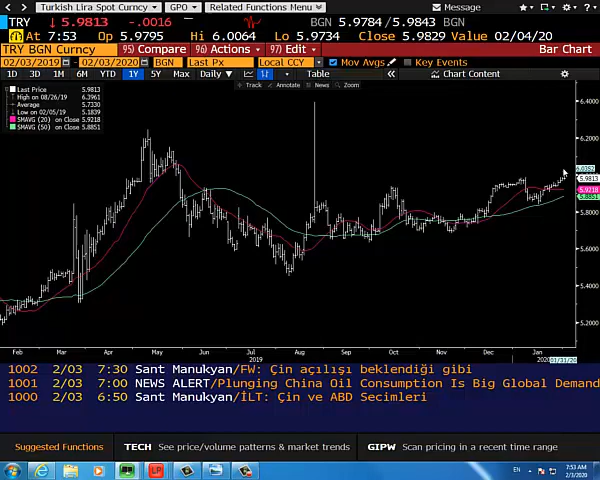 Turkish Lira Spot Curncy GPO Related Functions Menu Message
TRY 5.9813 -.0016 BGN 5.9784/5.9843 BGN
At 7:53 Op 5.9795 Hi 6.0064 Lo 5.9734 Close 5.9829 Value 02/04/20
TRY BGN Curncy 95) Compare 96) Actions 97) Edit Bar Chart
02/03/2019 - 02/03/2020 BGN Last Px Local CCY Mov Avgs Key Events
1D 3D 1M 6M YTD 1Y 5Y Max Daily Table Chart Content
Track Annotate News Zoom
Last Price 5.9813
High on 08/26/19 6.3961
Average 5.7330
Low on 02/05/19 5.1839
SMAVG (20) on Close 5.9218
SMAVG (50) on Close 5.8851
6.4000
6.2000
5.9813
5.9218
5.8851
5.8000
5.6000
5.4000
5.2000
Feb Mar Apr May Jun Jul Aug Sep Oct Nov Dec Jan
2019 01/31/20
1002 2/03 7:30 Sant Manukyan/FW: Çin açılışı beklendiği gibi
1001 2/03 7:00 NEWS ALERT/Plunging China Oil Consumption Is Big Global Demand
1000 2/03 6:50 Sant Manukyan/İLT: Çin ve ABD Secimleri
Suggested Functions TECH See price/volume patterns & market trends GIPW Scan pricing in a recent time range
EN 7:53 AM
2/3/2020